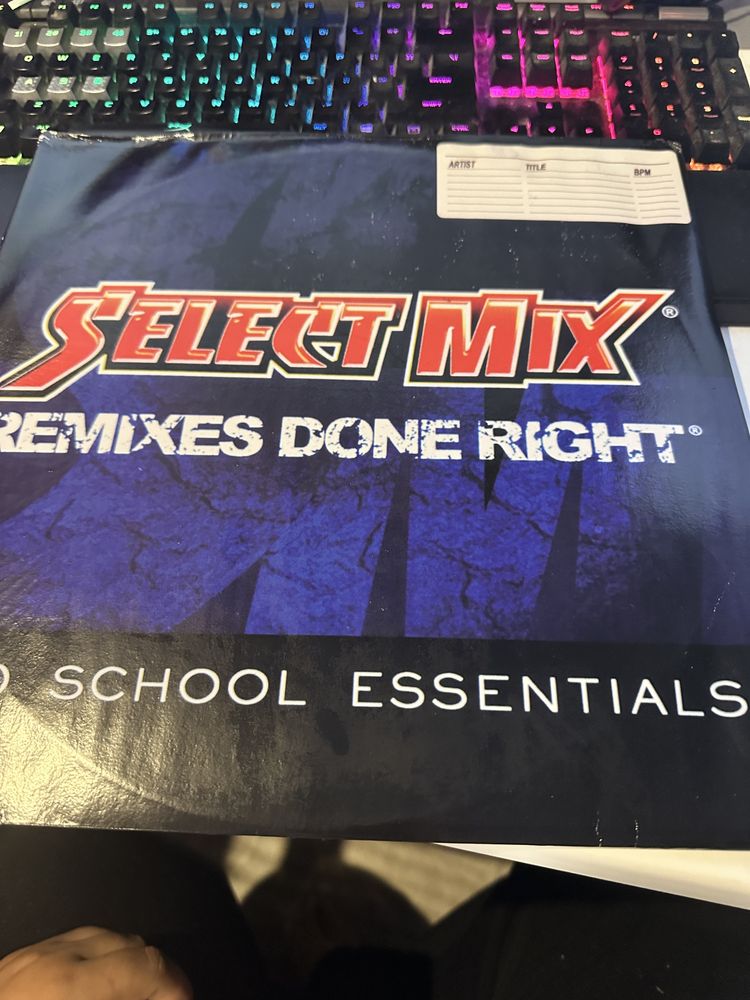 ARTIST TITLE BPM
SELECT MIX®
REMIXES DONE RIGHT®
SCHOOL ESSENTIALS